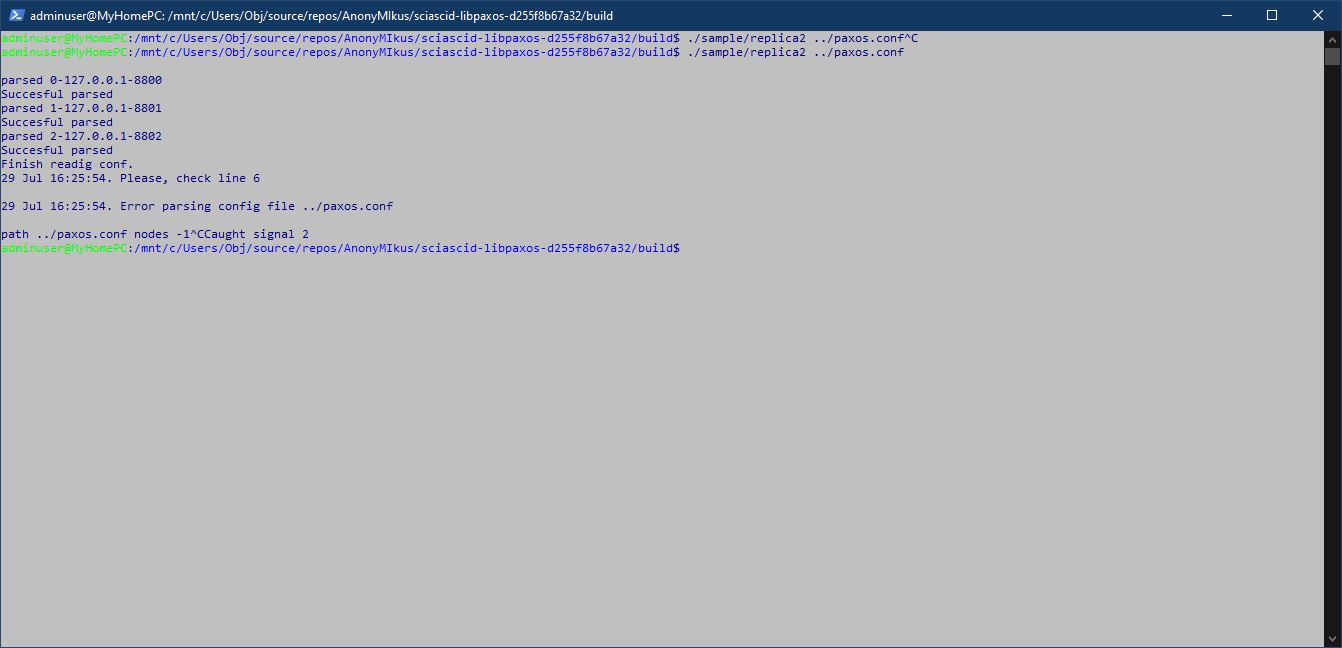 adminuser@MyHomePC: /mnt/c/Users/Obj/source/repos/AnonyMIkus/sciascid-libpaxos-d255f8b67a32/build
adminuser@MyHomePC:/mnt/c/Users/Obj/source/repos/AnonyMIkus/sciascid-libpaxos-d255f8b67a32/build$ ./sample/replica2 ../paxos.conf^C
adminuser@MyHomePC:/mnt/c/Users/Obj/source/repos/AnonyMIkus/sciascid-libpaxos-d255f8b67a32/build$ ./sample/replica2 ../paxos.conf
parsed 0-127.0.0.1-8800
Succesful parsed
parsed 1-127.0.0.1-8801
Succesful parsed
parsed 2-127.0.0.1-8802
Succesful parsed
Finish readig conf.
29 Jul 16:25:54. Please, check line 6
29 Jul 16:25:54. Error parsing config file ../paxos.conf
path ../paxos.conf nodes -1^CCaught signal 2
adminuser@MyHomePC:/mnt/c/Users/Obj/source/repos/AnonyMIkus/sciascid-libpaxos-d255f8b67a32/build$